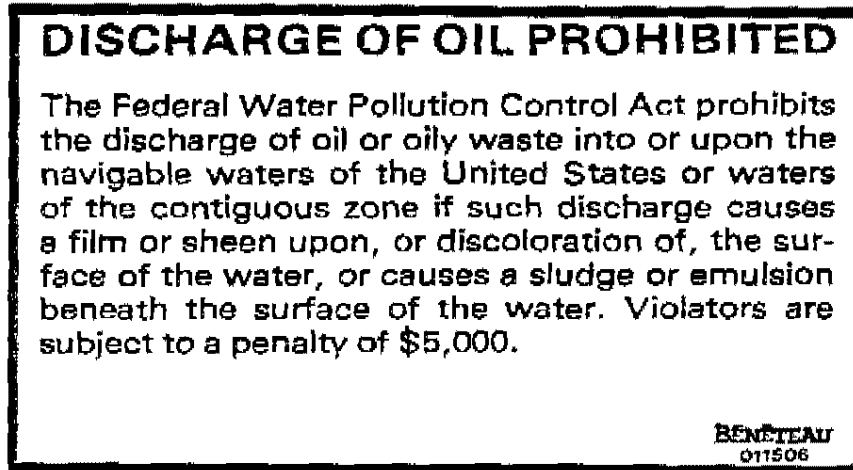 DISCHARGE OF OIL PROHIBITED
The Federal Water Pollution Control Act prohibits
the discharge of oil or oily waste into or upon the
navigable waters of the United States or waters
of the contiguous zone if such discharge causes
a film or sheen upon, or discoloration of, the sur-
face of the water, or causes a sludge or emulsion
beneath the surface of the water. Violators are
subject to a penalty of $5,000.
BENETEAU
011506